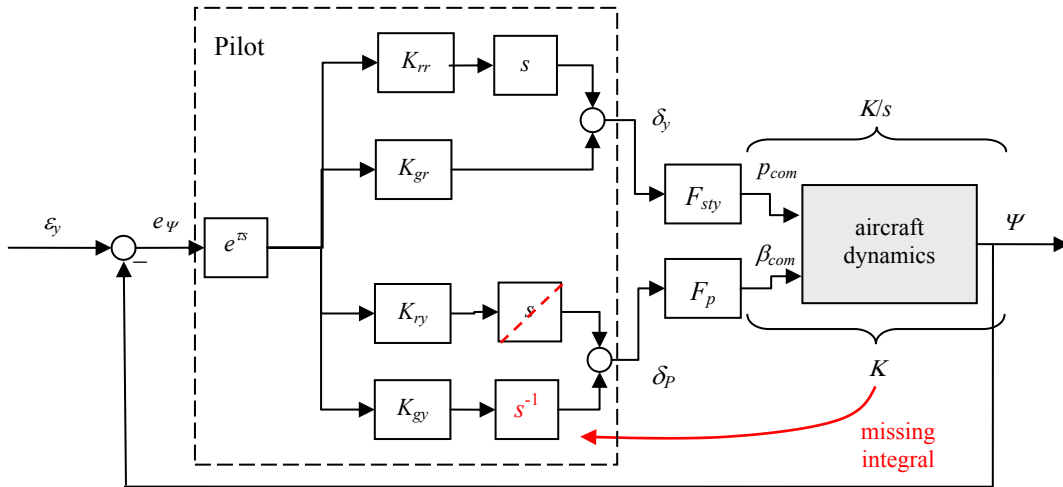 Pilot
K_rr
s
δ_y
K/s
K_gr
F_sty
p_com
ε_y
e_Ψ
e^τs
aircraft
dynamics
Ψ
−
β_com
K_ry
s
F_p
δ_P
K
K_gy
s^-1
missing
integral